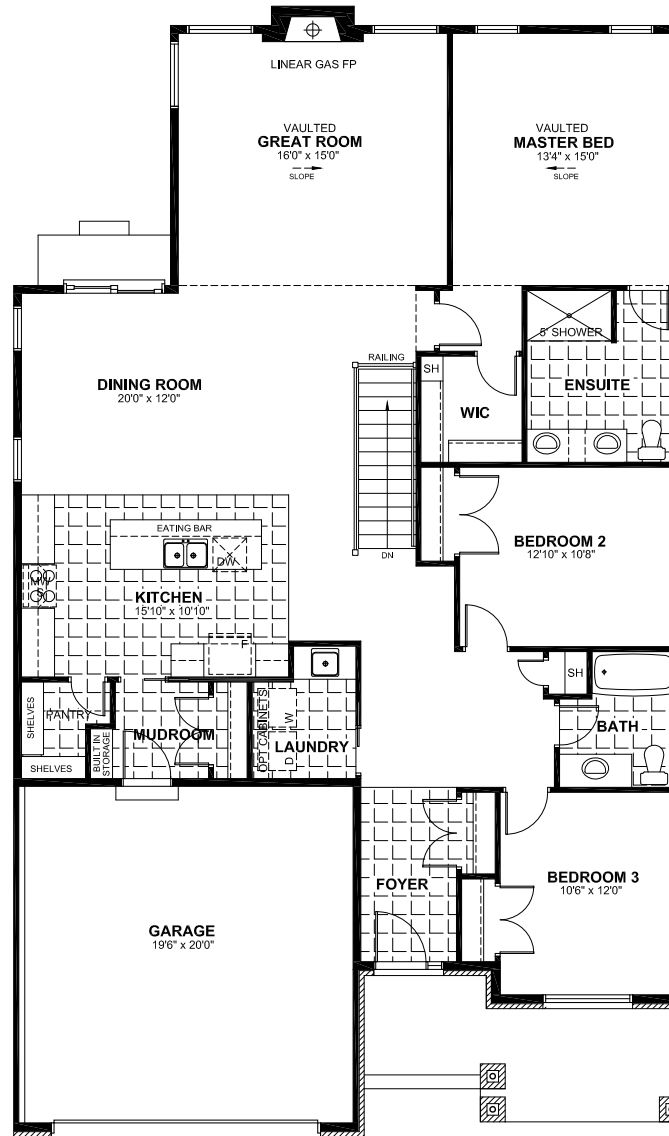 LINEAR GAS FP
VAULTED
GREAT ROOM
16'0" x 15'0"
SLOPE
VAULTED
MASTER BED
13'4" x 15'0"
SLOPE
5' SHOWER
ENSUITE
RAILING
SH
WIC
DINING ROOM
20'0" x 12'0"
DN
BEDROOM 2
12'10" x 10'8"
EATING BAR
DW
MW
S
KITCHEN
15'10" x 10'10"
F
SH
SHELVES
PANTRY
SHELVES
BUILT IN
STORAGE
MUDROOM
OPT CABINETS
W
D
LAUNDRY
BATH
FOYER
BEDROOM 3
10'6" x 12'0"
GARAGE
19'6" x 20'0"